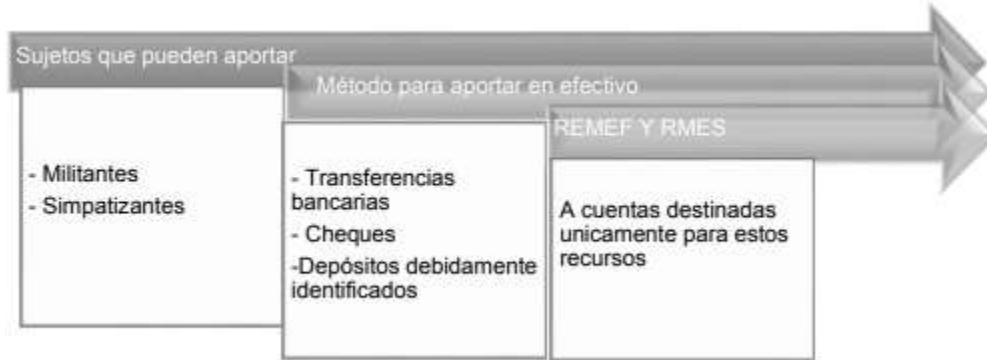 Sujetos que pueden aportar
- Militantes
- Simpatizantes
Método para aportar en efectivo
- Transferencias
bancarias
- Cheques
-Depósitos debidamente
identificados
REMEF Y RMES
A cuentas destinadas
unicamente para estos
recursos